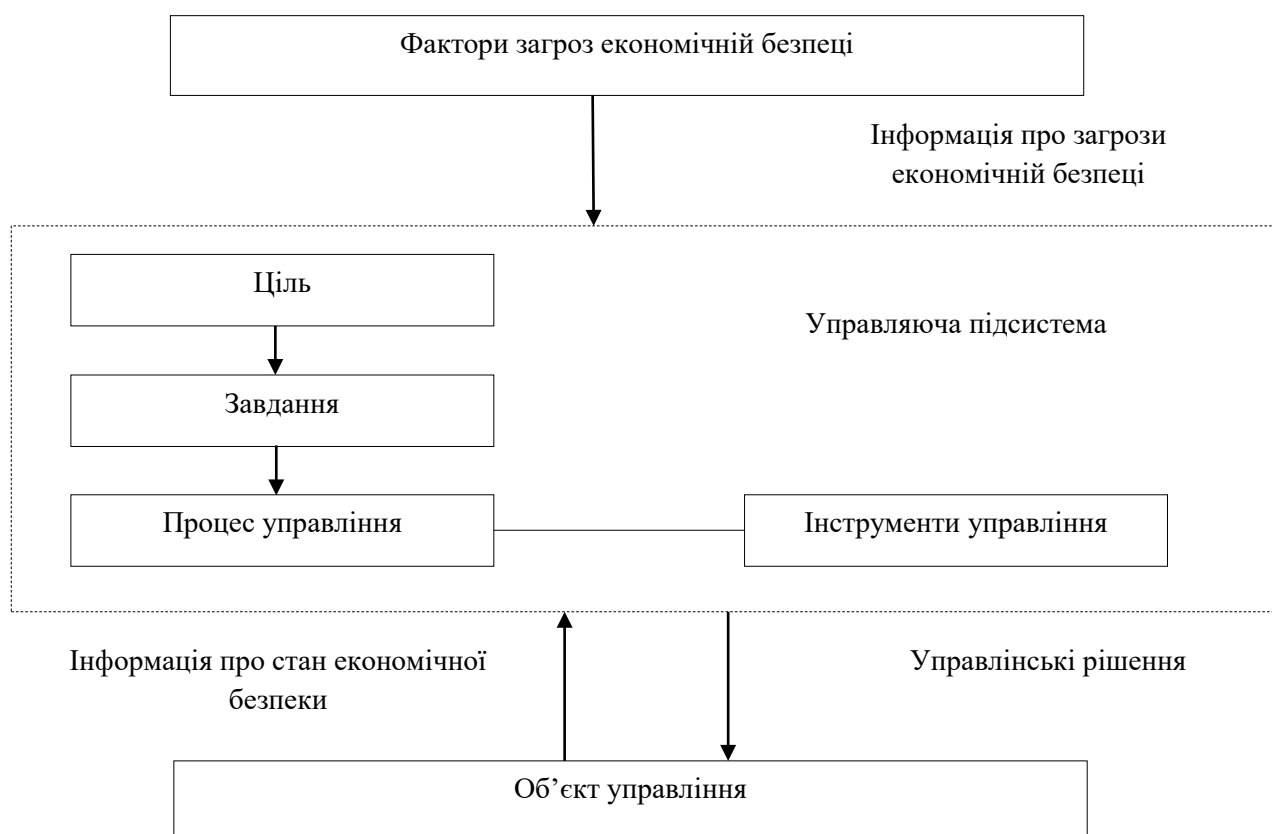 Фактори загроз економічній безпеці
Інформація про загрози
економічній безпеці
Ціль
Управляюча підсистема
Завдання
Процес управління
Інструменти управління
Інформація про стан економічної
безпеки
Управлінські рішення
Об’єкт управління